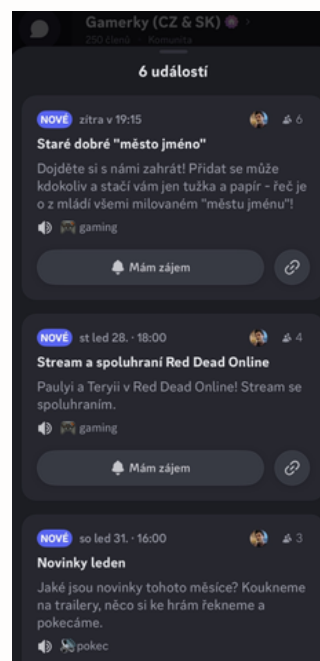 Gamerky (CZ & SK)
250 členů · Komunita
6 událostí
NOVÉ zítra v 19:15 6
Staré dobré "město jméno"
Dojděte si s námi zahrát! Přidat se může
kdokoliv a stačí vám jen tužka a papír - řeč je
o z mládí všemi milovaném "městu jménu"!
gaming
Mám zájem
NOVÉ st led 28. · 18:00 4
Stream a spoluhraní Red Dead Online
Paulyi a Teryii v Red Dead Online! Stream se
spoluhraním.
gaming
Mám zájem
NOVÉ so led 31. · 16:00 3
Novinky leden
Jaké jsou novinky tohoto měsíce? Koukneme
na trailery, něco si ke hrám řekneme a
pokecáme.
pokec